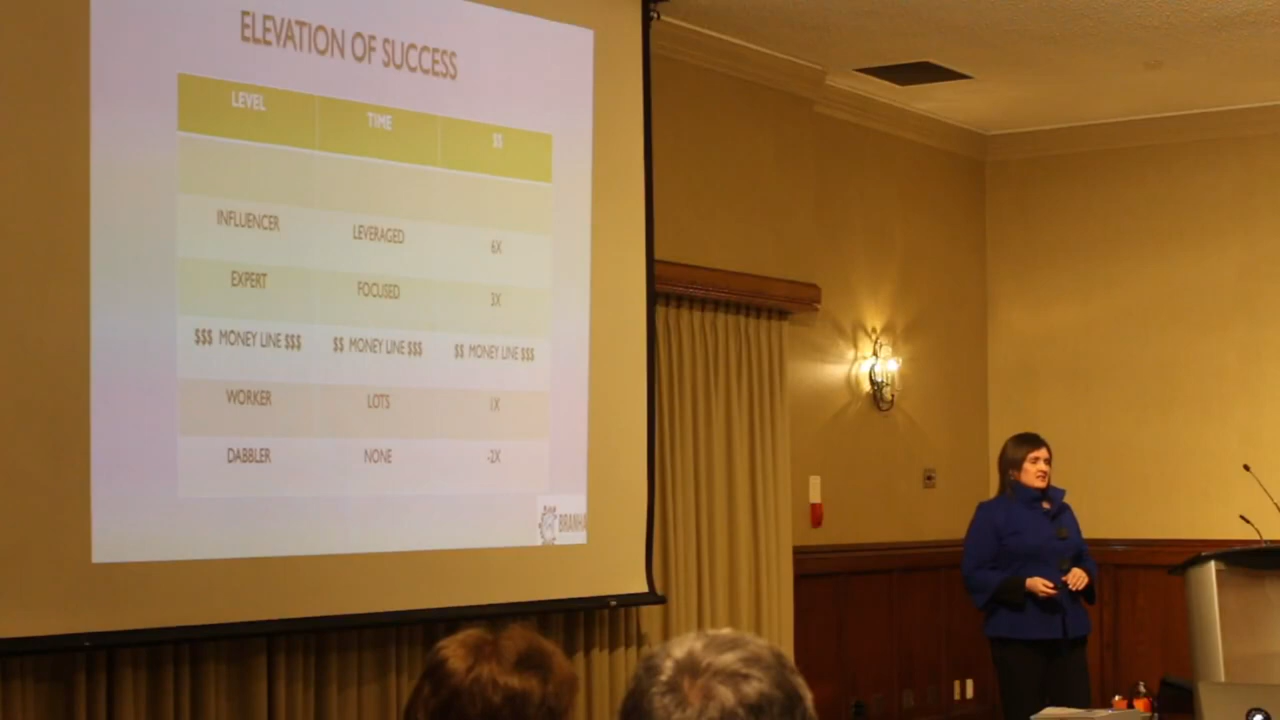 ELEVATION OF SUCCESS
LEVEL TIME $$
INFLUENCER LEVERAGED 6X
EXPERT FOCUSED 3X
$$$ MONEY LINE $$$ $$ MONEY LINE $$$ $$ MONEY LINE $$$
WORKER LOTS 1X
DABBLER NONE -2X